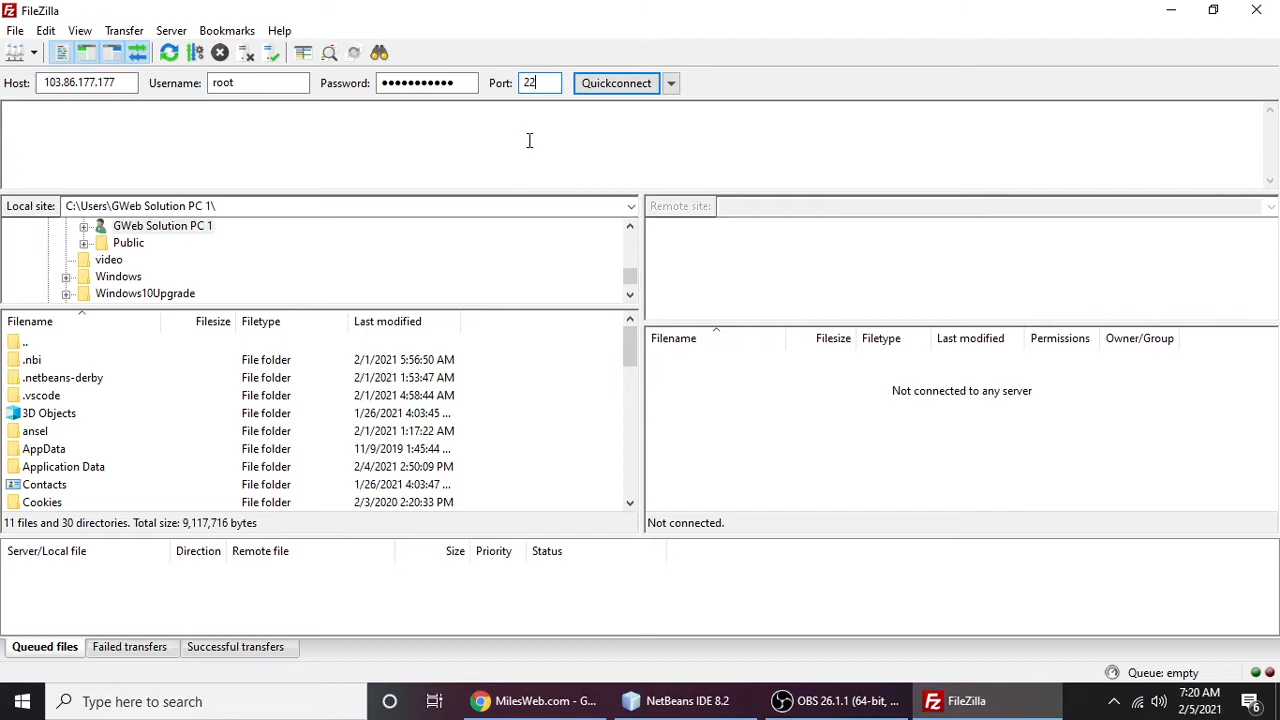 FileZilla
File Edit View Transfer Server Bookmarks Help
Host: 103.86.177.177 Username: root Password: ●●●●●●●●●●● Port: 22 Quickconnect
Local site: C:\Users\GWeb Solution PC 1\
Remote site:
GWeb Solution PC 1
Public
video
Windows
Windows10Upgrade
Filename Filesize Filetype Last modified
..
.nbi File folder 2/1/2021 5:56:50 AM
.netbeans-derby File folder 2/1/2021 1:53:47 AM
.vscode File folder 2/1/2021 4:58:44 AM
3D Objects File folder 1/26/2021 4:03:45 ...
ansel File folder 2/1/2021 1:17:22 AM
AppData File folder 11/9/2019 1:45:44 ...
Application Data File folder 2/4/2021 2:50:09 PM
Contacts File folder 1/26/2021 4:03:47 ...
Cookies File folder 2/3/2020 2:20:33 PM
11 files and 30 directories. Total size: 9,117,716 bytes
Filename Filesize Filetype Last modified Permissions Owner/Group
Not connected to any server
Not connected.
Server/Local file Direction Remote file Size Priority Status
Queued files Failed transfers Successful transfers
Queue: empty
Type here to search
MilesWeb.com - G...
NetBeans IDE 8.2
OBS 26.1.1 (64-bit, ...
FileZilla
7:20 AM
2/5/2021
6